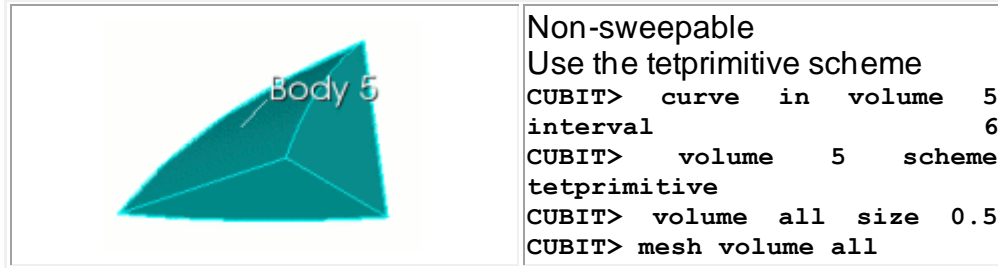 Body 5
Non-sweepable
Use the tetprimitive scheme
CUBIT> curve in volume 5
interval 6
CUBIT> volume 5 scheme
tetprimitive
CUBIT> volume all size 0.5
CUBIT> mesh volume all